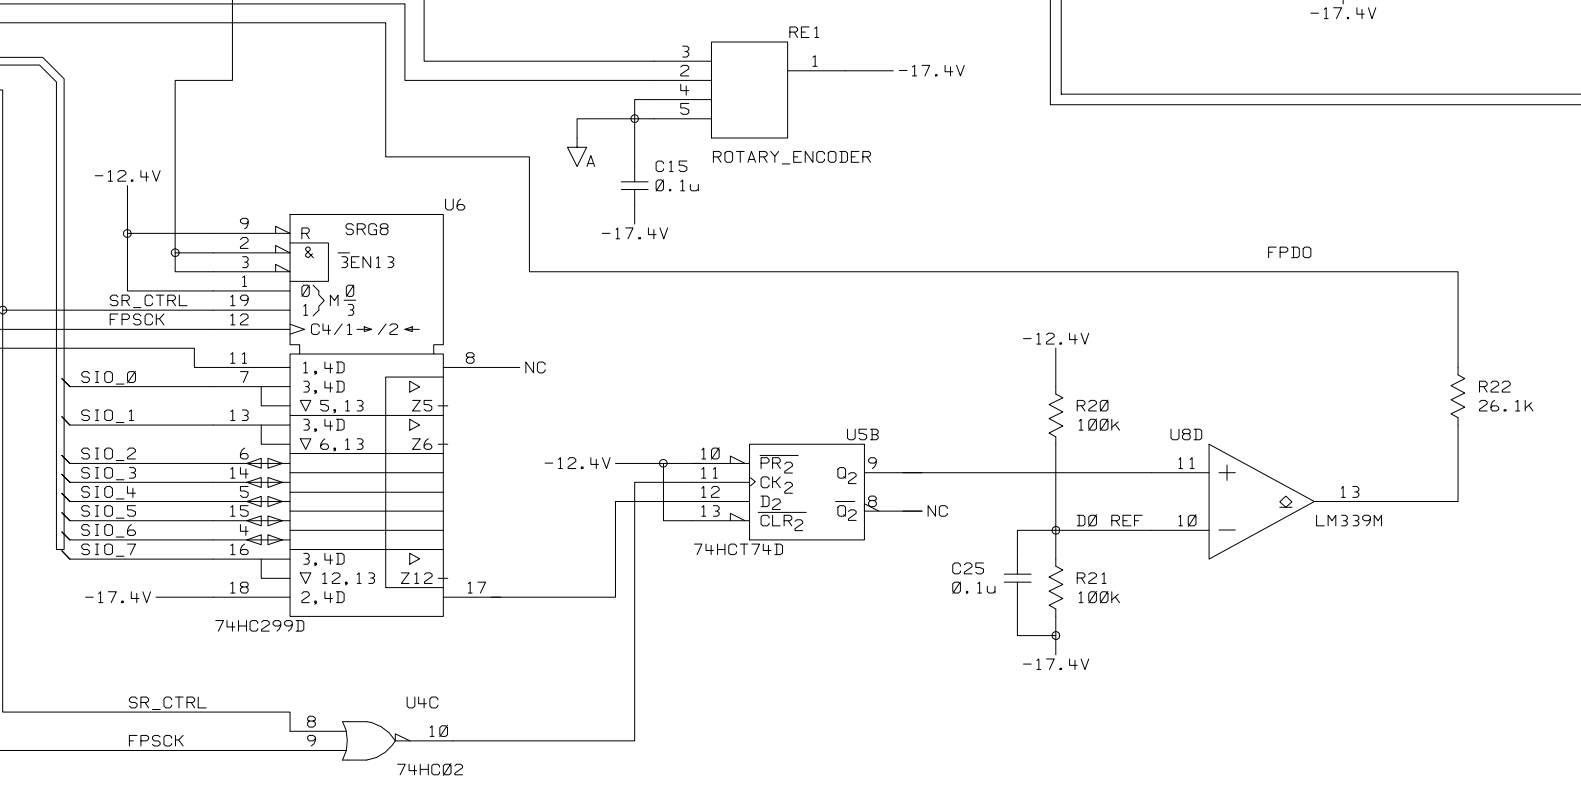 -17.4V
RE1
3
2
4
5
1
-17.4V
A
ROTARY_ENCODER
C15
0.1u
-17.4V
-12.4V
U6
9
R
SRG8
2
&
3
3EN13
1
0
1
M
0
3
SR_CTRL
19
FPSCK
12
C4/1 /2
11
1,4D
8
NC
SIO_0
7
3,4D
5,13
Z5
SIO_1
13
3,4D
6,13
Z6
SIO_2
6
SIO_3
14
SIO_4
5
SIO_5
15
SIO_6
4
SIO_7
16
3,4D
12,13
Z12
-17.4V
18
2,4D
17
74HC299D
FPDO
-12.4V
R20
100k
R22
26.1k
U5B
-12.4V
10
PR2
11
CK2
12
D2
13
CLR2
Q2
9
Q2
8
NC
74HCT74D
U8D
11
+
D0 REF
10
-
13
LM339M
C25
0.1u
R21
100k
-17.4V
SR_CTRL
8
FPSCK
9
U4C
10
74HC02